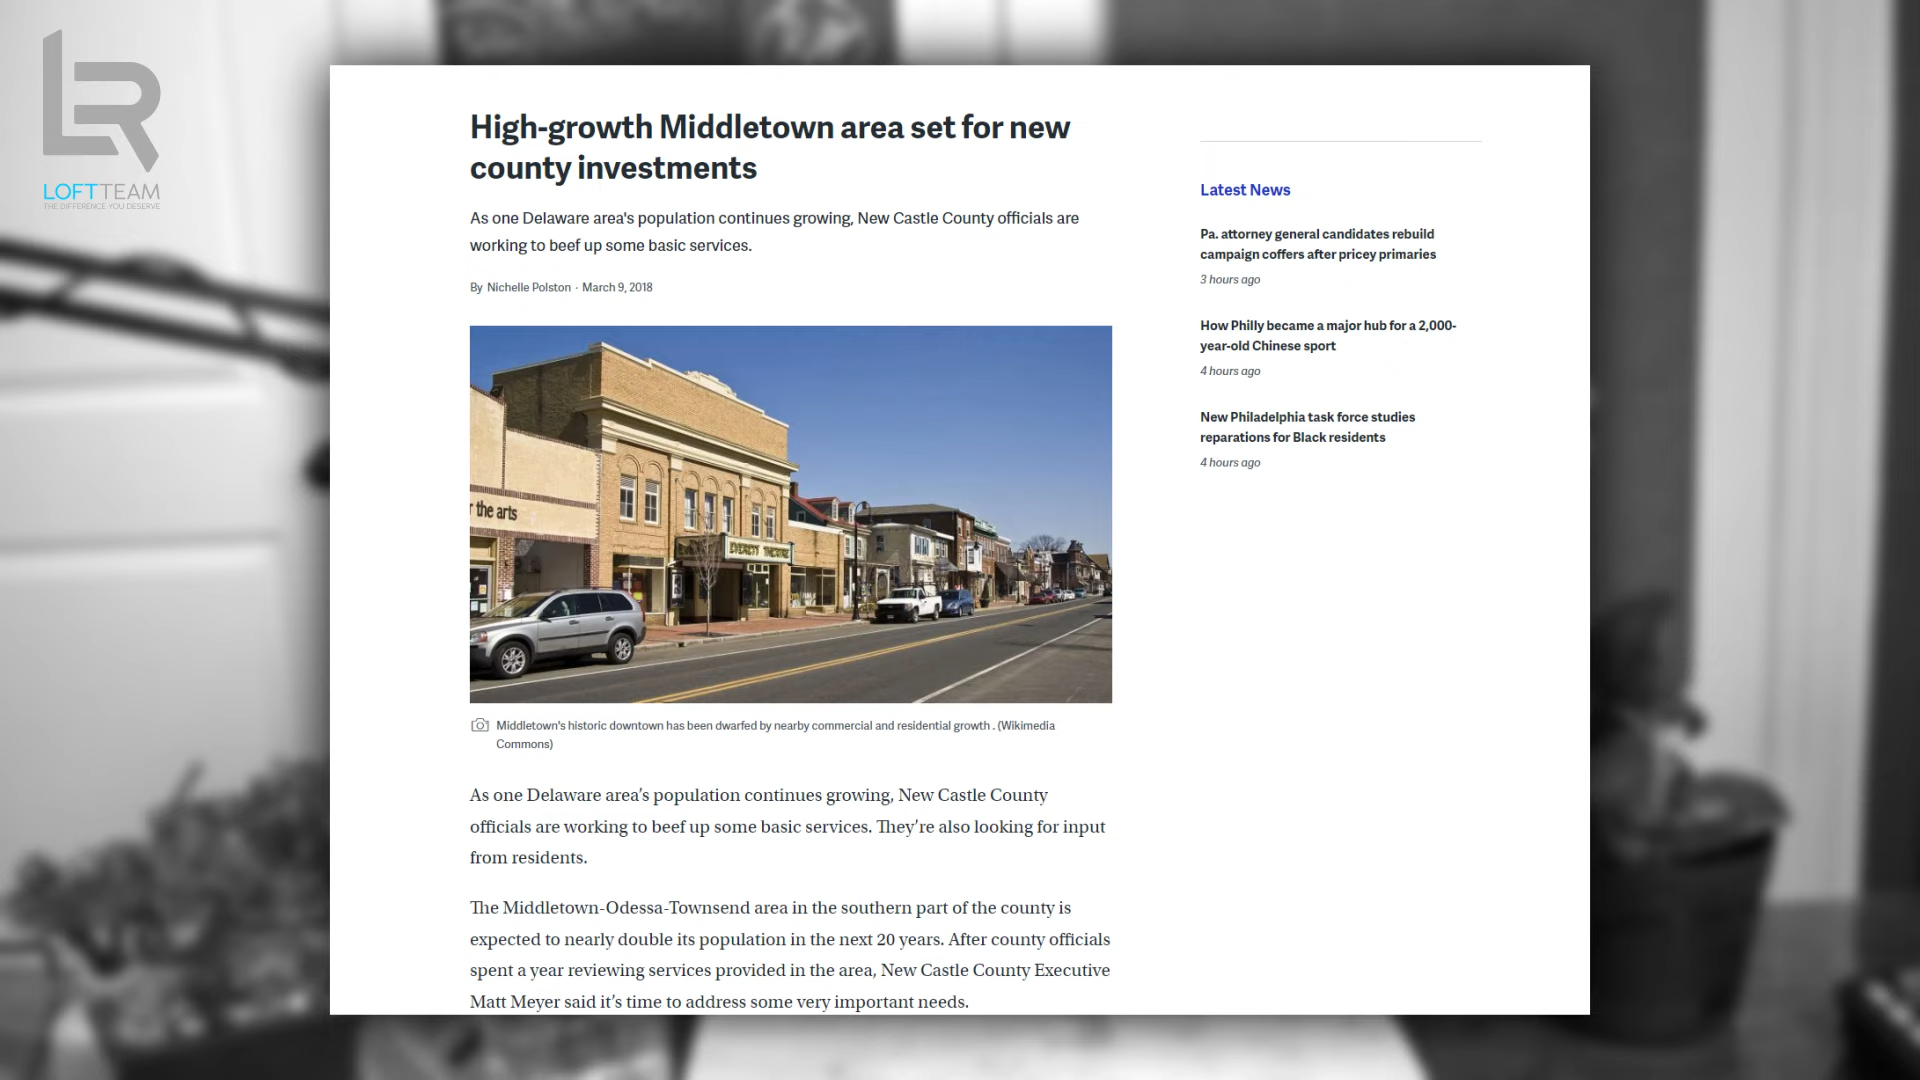 LOFTTEAM
THE DIFFERENCE YOU DESERVE
High-growth Middletown area set for new
county investments
As one Delaware area's population continues growing, New Castle County officials are
working to beef up some basic services.
By Nichelle Polston · March 9, 2018
r the arts
EVERETT THEATRE
Middletown's historic downtown has been dwarfed by nearby commercial and residential growth . (Wikimedia
Commons)
As one Delaware area’s population continues growing, New Castle County
officials are working to beef up some basic services. They’re also looking for input
from residents.
The Middletown-Odessa-Townsend area in the southern part of the county is
expected to nearly double its population in the next 20 years. After county officials
spent a year reviewing services provided in the area, New Castle County Executive
Matt Meyer said it’s time to address some very important needs.
Latest News
Pa. attorney general candidates rebuild
campaign coffers after pricey primaries
3 hours ago
How Philly became a major hub for a 2,000-
year-old Chinese sport
4 hours ago
New Philadelphia task force studies
reparations for Black residents
4 hours ago